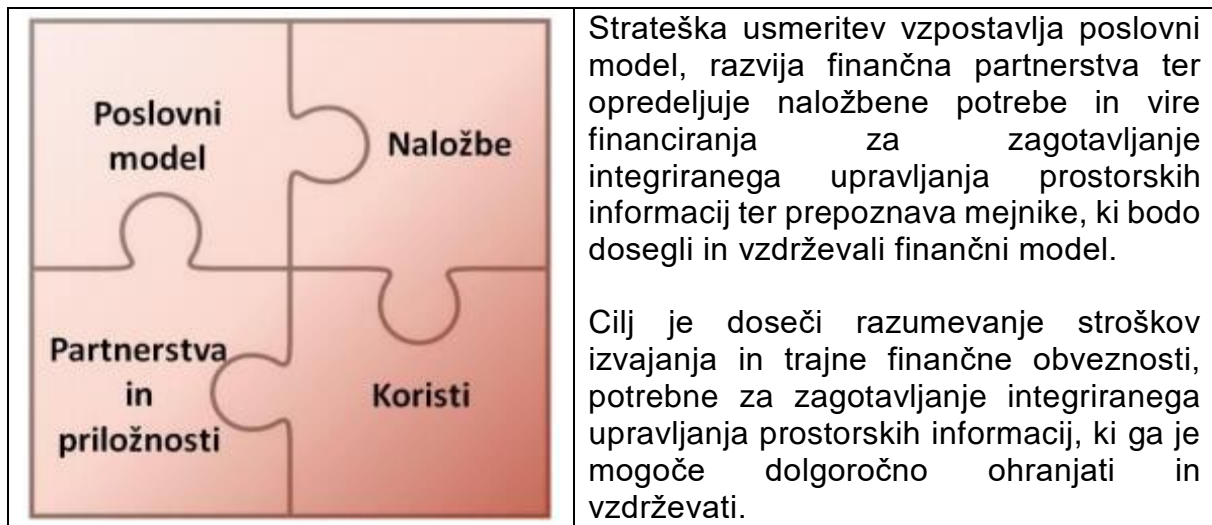 Poslovni
model
Naložbe
Partnerstva
in
priložnosti
Koristi
Strateška usmeritev vzpostavlja poslovni
model, razvija finančna partnerstva ter
opredeljuje naložbene potrebe in vire
financiranja za zagotavljanje
integriranega upravljanja prostorskih
informacij ter prepoznava mejnike, ki bodo
dosegli in vzdrževali finančni model.
Cilj je doseči razumevanje stroškov
izvajanja in trajne finančne obveznosti,
potrebne za zagotavljanje integriranega
upravljanja prostorskih informacij, ki ga je
mogoče dolgoročno ohranjati in
vzdrževati.